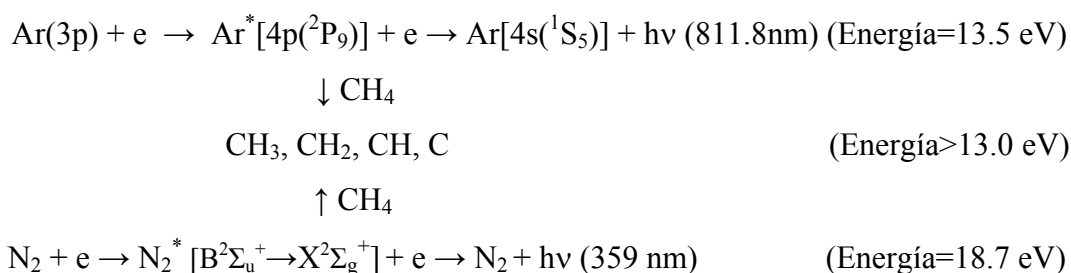 Ar(3p) + e → Ar*[4p(²P₉)] + e → Ar[4s(¹S₅)] + hν (811.8nm) (Energía=13.5 eV)
↓ CH₄
CH₃, CH₂, CH, C (Energía>13.0 eV)
↑ CH₄
N₂ + e → N₂* [B²Σᵤ⁺→X²Σg⁺] + e → N₂ + hν (359 nm) (Energía=18.7 eV)